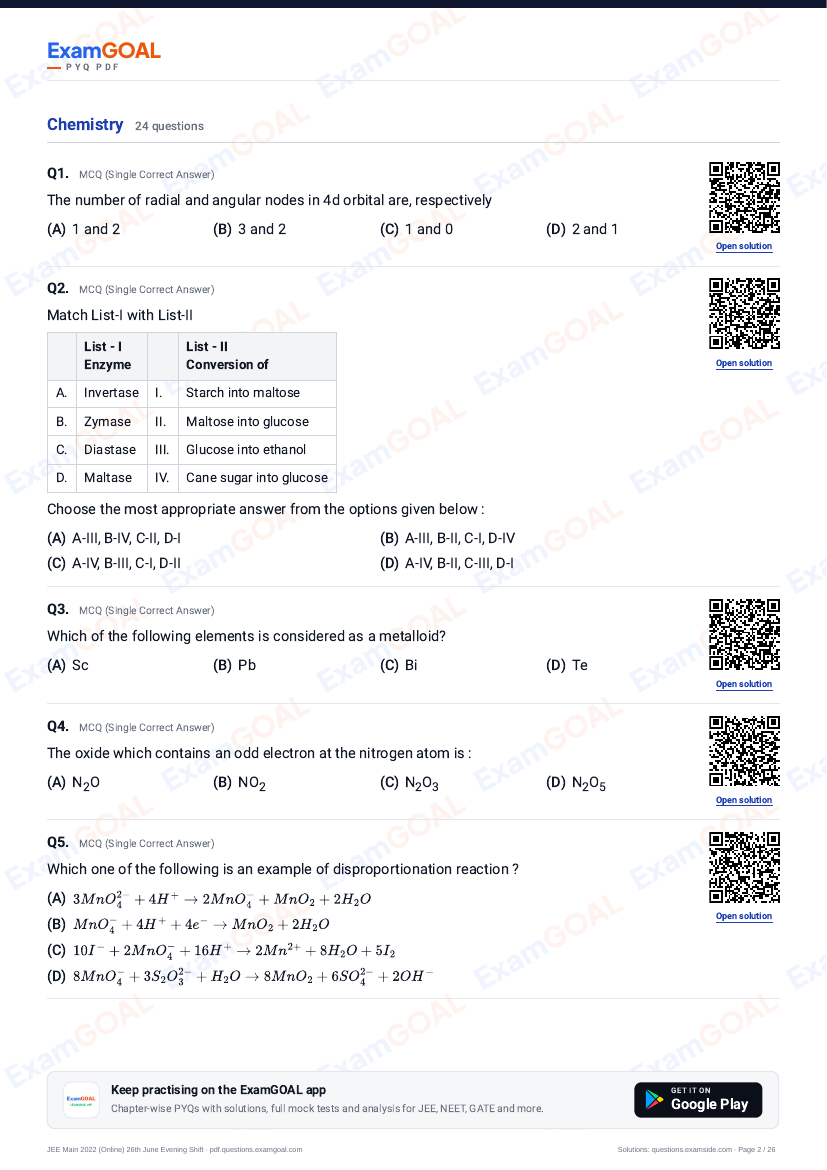 ExamGOAL
PYQ PDF
Chemistry 24 questions
Q1. MCQ (Single Correct Answer)
The number of radial and angular nodes in 4d orbital are, respectively
(A) 1 and 2 (B) 3 and 2 (C) 1 and 0 (D) 2 and 1
Open solution
Q2. MCQ (Single Correct Answer)
Match List-I with List-II
List - I Enzyme List - II Conversion of
A. Invertase I. Starch into maltose
B. Zymase II. Maltose into glucose
C. Diastase III. Glucose into ethanol
D. Maltase IV. Cane sugar into glucose
Open solution
Choose the most appropriate answer from the options given below :
(A) A-III, B-IV, C-II, D-I (B) A-III, B-II, C-I, D-IV
(C) A-IV, B-III, C-I, D-II (D) A-IV, B-II, C-III, D-I
Q3. MCQ (Single Correct Answer)
Which of the following elements is considered as a metalloid?
(A) Sc (B) Pb (C) Bi (D) Te
Open solution
Q4. MCQ (Single Correct Answer)
The oxide which contains an odd electron at the nitrogen atom is :
(A) N₂O (B) NO₂ (C) N₂O₃ (D) N₂O₅
Open solution
Q5. MCQ (Single Correct Answer)
Which one of the following is an example of disproportionation reaction ?
(A) 3MnO₄²⁻ + 4H⁺ → 2MnO₄⁻ + MnO₂ + 2H₂O
(B) MnO₄⁻ + 4H⁺ + 4e⁻ → MnO₂ + 2H₂O
(C) 10I⁻ + 2MnO₄⁻ + 16H⁺ → 2Mn²⁺ + 8H₂O + 5I₂
(D) 8MnO₄⁻ + 3S₂O₃²⁻ + H₂O → 8MnO₂ + 6SO₄²⁻ + 2OH⁻
Open solution
Keep practising on the ExamGOAL app
Chapter-wise PYQs with solutions, full mock tests and analysis for JEE, NEET, GATE and more.
ExamGOAL
GET IT ON
Google Play
JEE Main 2022 (Online) 26th June Evening Shift · pdf.questions.examgoal.com Solutions: questions.examside.com · Page 2 / 26